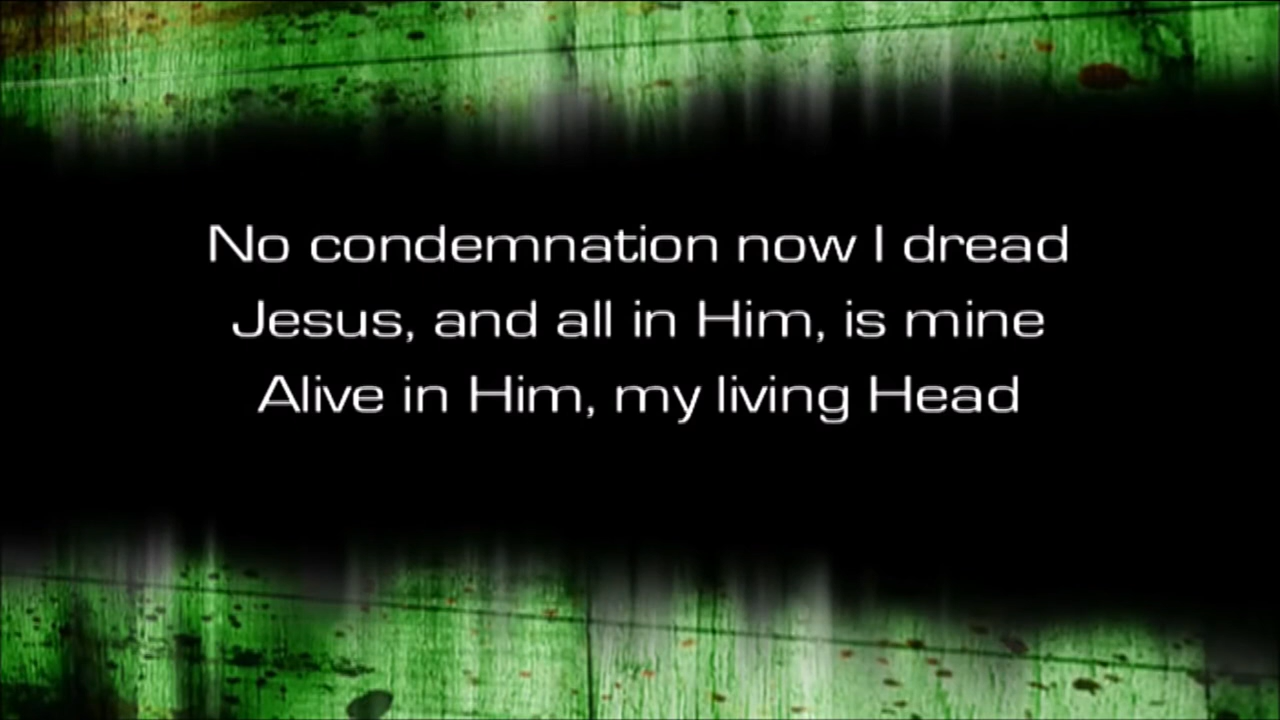 No condemnation now I dread
Jesus, and all in Him, is mine
Alive in Him, my living Head